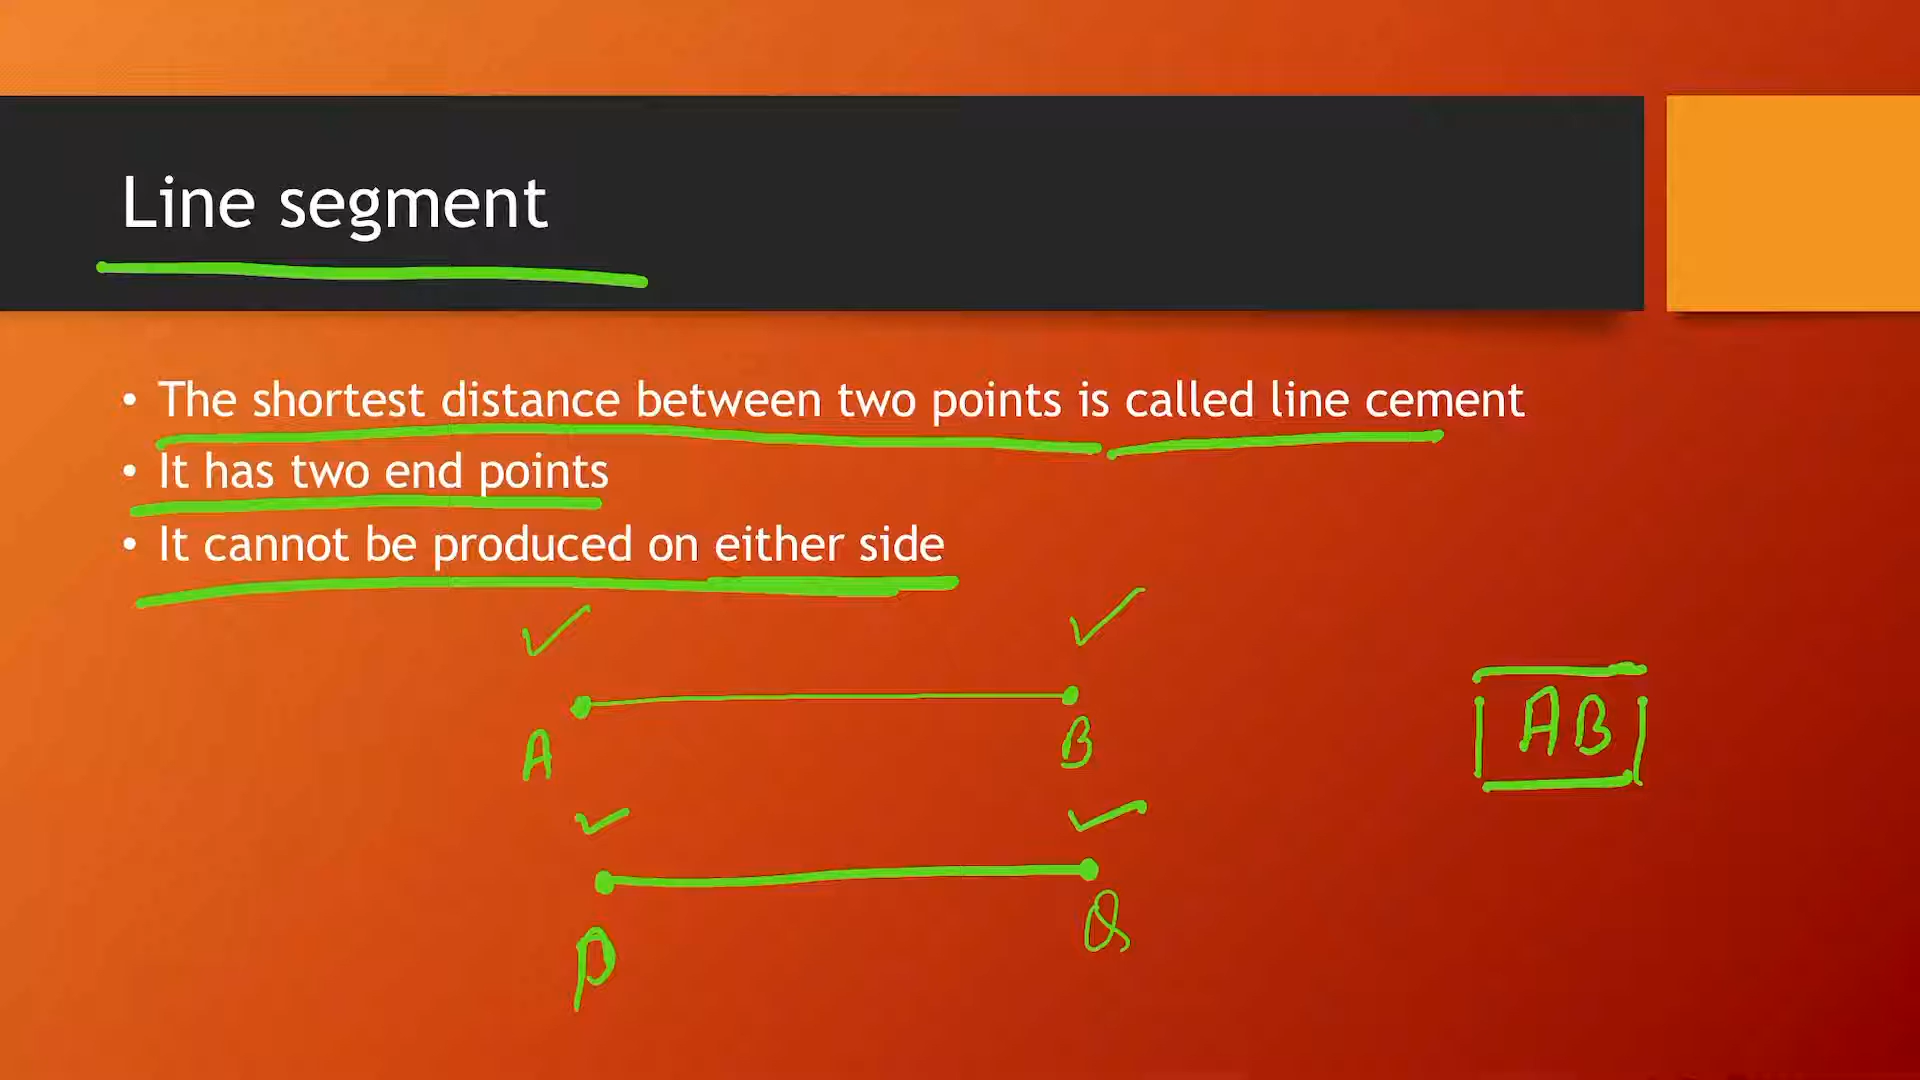 Line segment
• The shortest distance between two points is called line cement
• It has two end points
• It cannot be produced on either side
A B
AB
P Q